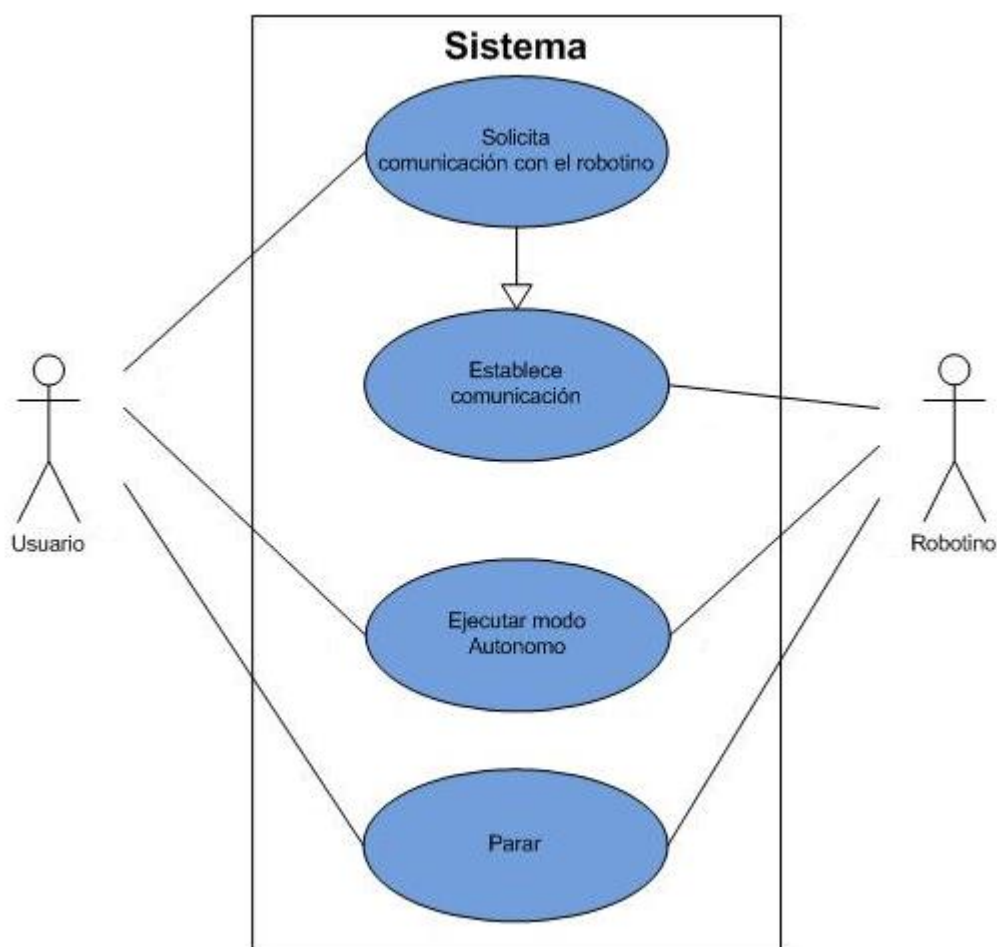 Sistema
Solicita
comunicación con el robotino
Establece
comunicación
Usuario
Robotino
Ejecutar modo
Autonomo
Parar